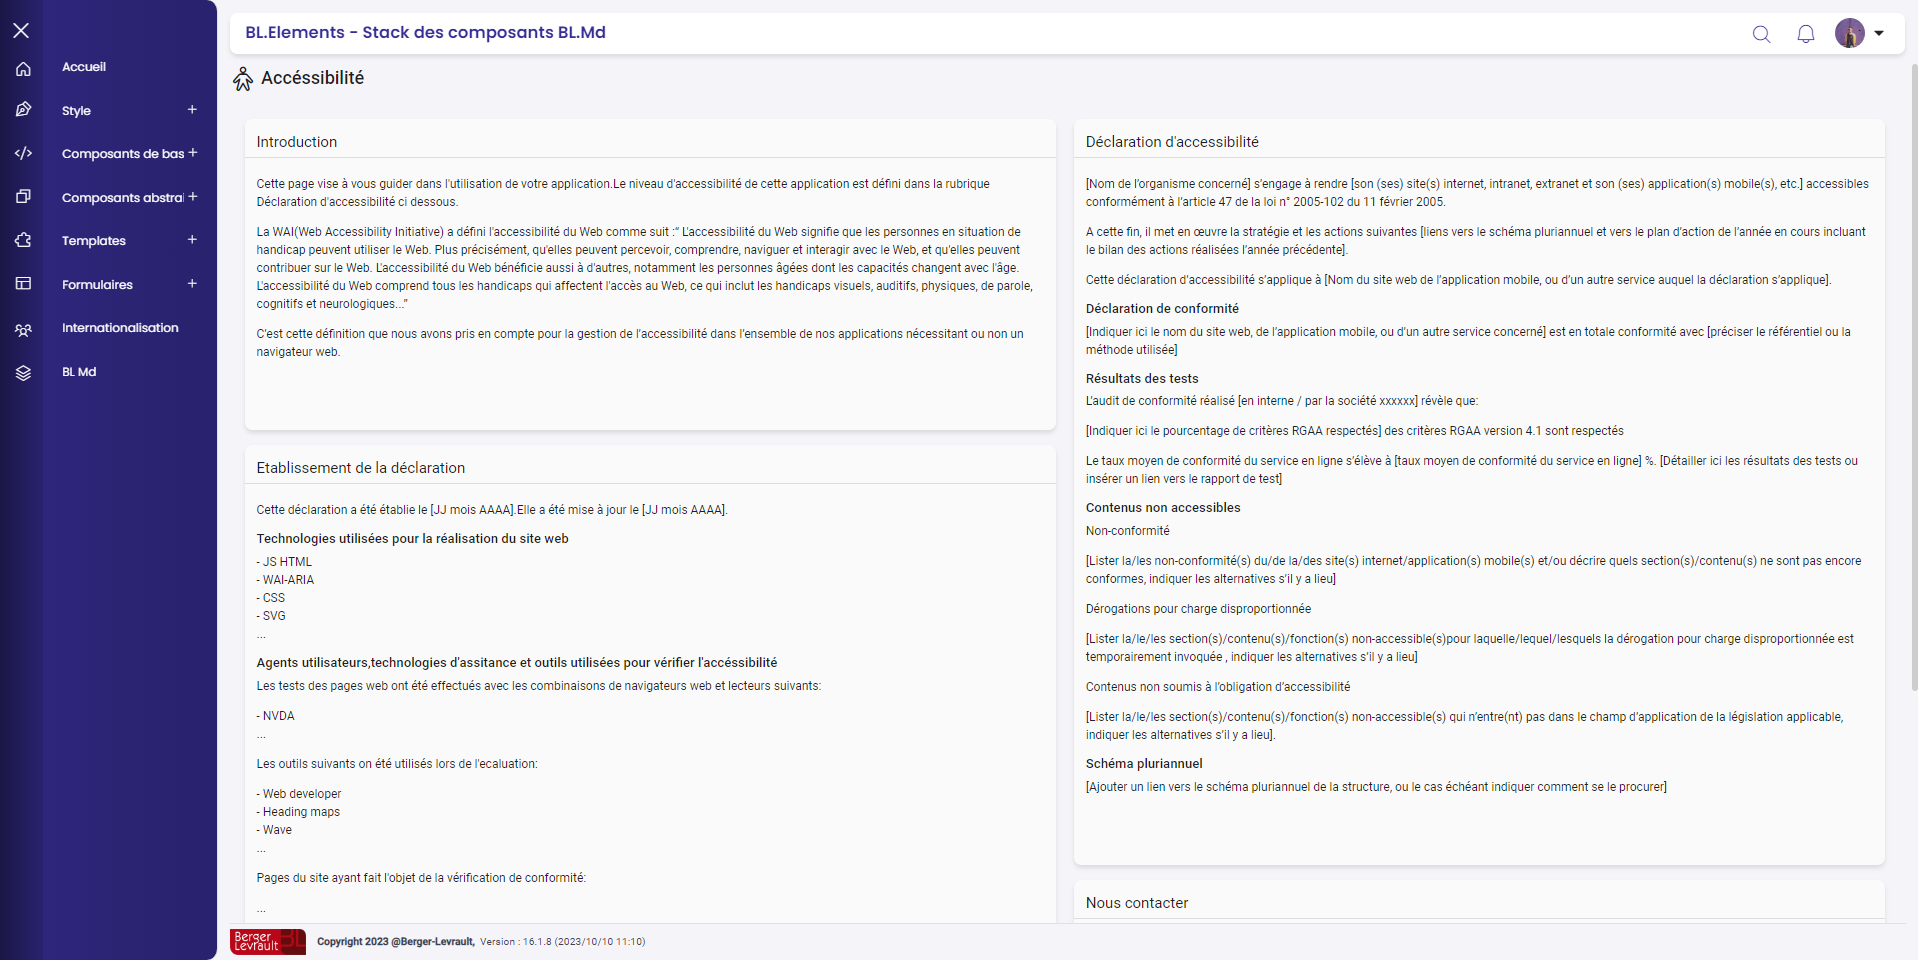 BL.Elements - Stack des composants BL.Md
Accueil
Style
Composants de bas
Composants abstrai
Templates
Formulaires
Internationalisation
BL Md
Accéssibilité
Introduction
Cette page vise à vous guider dans l'utilisation de votre application.Le niveau d'accessibilité de cette application est défini dans la rubrique
Déclaration d'accessibilité ci dessous.
La WAI(Web Accessibility Initiative) a défini l'accessibilité du Web comme suit :“ L'accessibilité du Web signifie que les personnes en situation de
handicap peuvent utiliser le Web. Plus précisément, qu'elles peuvent percevoir, comprendre, naviguer et interagir avec le Web, et qu'elles peuvent
contribuer sur le Web. L'accessibilité du Web bénéficie aussi à d'autres, notamment les personnes âgées dont les capacités changent avec l'âge.
L'accessibilité du Web comprend tous les handicaps qui affectent l'accès au Web, ce qui inclut les handicaps visuels, auditifs, physiques, de parole,
cognitifs et neurologiques...”
C'est cette définition que nous avons pris en compte pour la gestion de l'accessibilité dans l'ensemble de nos applications nécessitant ou non un
navigateur web.
Etablissement de la déclaration
Cette déclaration a été établie le [JJ mois AAAA].Elle a été mise à jour le [JJ mois AAAA].
Technologies utilisées pour la réalisation du site web
- JS HTML
- WAI-ARIA
- CSS
- SVG
...
Agents utilisateurs,technologies d'assitance et outils utilisées pour vérifier l'accéssibilité
Les tests des pages web ont été effectués avec les combinaisons de navigateurs web et lecteurs suivants:
- NVDA
...
Les outils suivants on été utilisés lors de l'ecaluation:
- Web developer
- Heading maps
- Wave
...
Pages du site ayant fait l'objet de la vérification de conformité:
...
Déclaration d'accessibilité
[Nom de l’organisme concerné] s’engage à rendre [son (ses) site(s) internet, intranet, extranet et son (ses) application(s) mobile(s), etc.] accessibles
conformément à l’article 47 de la loi n° 2005-102 du 11 février 2005.
A cette fin, il met en œuvre la stratégie et les actions suivantes [liens vers le schéma pluriannuel et vers le plan d’action de l’année en cours incluant
le bilan des actions réalisées l’année précédente].
Cette déclaration d’accessibilité s’applique à [Nom du site web de l’application mobile, ou d’un autre service auquel la déclaration s’applique].
Déclaration de conformité
[Indiquer ici le nom du site web, de l’application mobile, ou d’un autre service concerné] est en totale conformité avec [préciser le référentiel ou la
méthode utilisée]
Résultats des tests
L’audit de conformité réalisé [en interne / par la société xxxxxx] révèle que:
[Indiquer ici le pourcentage de critères RGAA respectés] des critères RGAA version 4.1 sont respectés
Le taux moyen de conformité du service en ligne s’élève à [taux moyen de conformité du service en ligne] %. [Détailler ici les résultats des tests ou
insérer un lien vers le rapport de test]
Contenus non accessibles
Non-conformité
[Lister la/les non-conformité(s) du/de la/des site(s) internet/application(s) mobile(s) et/ou décrire quels section(s)/contenu(s) ne sont pas encore
conformes, indiquer les alternatives s’il y a lieu]
Dérogations pour charge disproportionnée
[Lister la/le/les section(s)/contenu(s)/fonction(s) non-accessible(s)pour laquelle/lequel/lesquels la dérogation pour charge disproportionnée est
temporairement invoquée , indiquer les alternatives s’il y a lieu]
Contenus non soumis à l’obligation d’accessibilité
[Lister la/le/les section(s)/contenu(s)/fonction(s) non-accessible(s) qui n’entre(nt) pas dans le champ d’application de la législation applicable,
indiquer les alternatives s’il y a lieu].
Schéma pluriannuel
[Ajouter un lien vers le schéma pluriannuel de la structure, ou le cas échéant indiquer comment se le procurer]
Nous contacter
Berger
Levrault
BL
Copyright 2023 @Berger-Levrault, Version : 16.1.8 (2023/10/10 11:10)